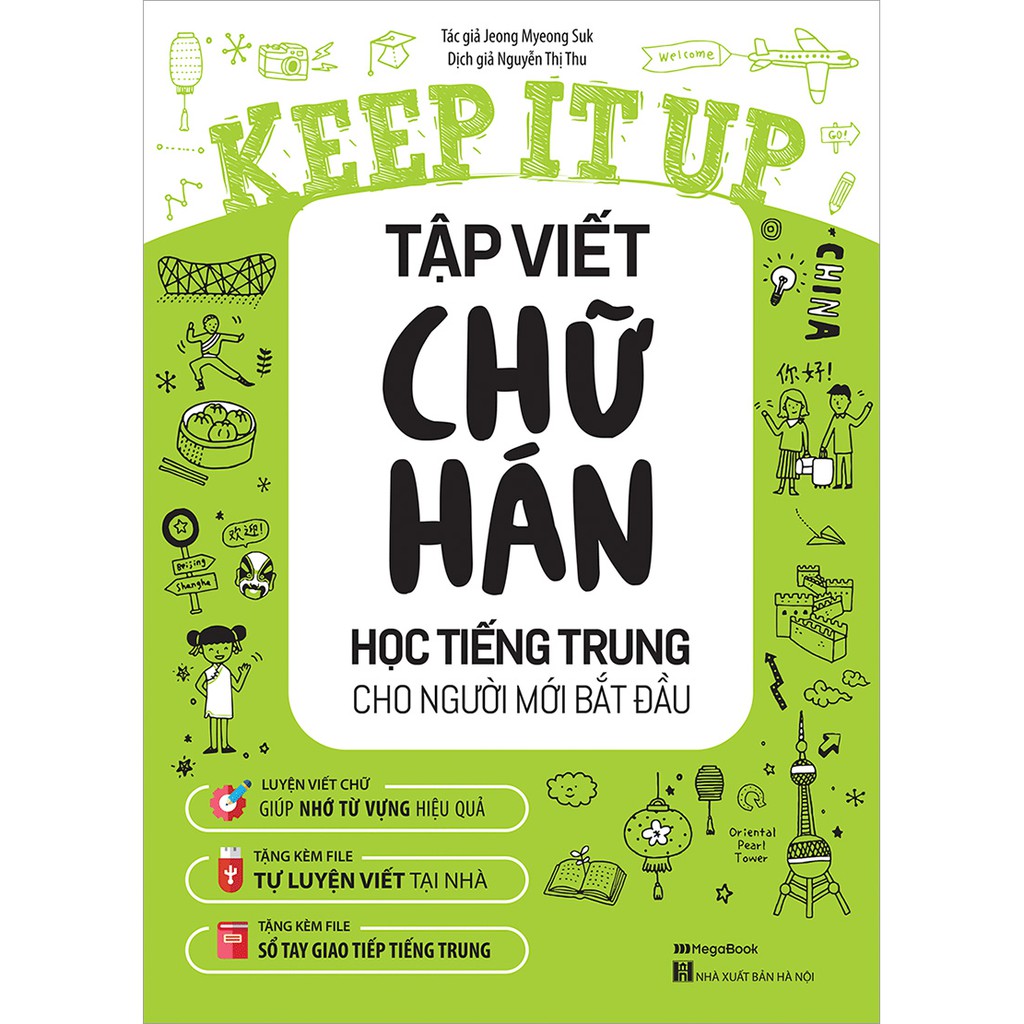 Tác giả Jeong Myeong Suk
Dịch giả Nguyễn Thị Thu
Welcome
KEEP IT UP
GO!
TẬP VIẾT
CHỮ
HÁN
HỌC TIẾNG TRUNG
CHO NGƯỜI MỚI BẮT ĐẦU
CHINA
你好!
欢迎!
Beijing
Shangha
LUYỆN VIẾT CHỮ
GIÚP NHỚ TỪ VỰNG HIỆU QUẢ
TẶNG KÈM FILE
TỰ LUYỆN VIẾT TẠI NHÀ
TẶNG KÈM FILE
SỔ TAY GIAO TIẾP TIẾNG TRUNG
Oriental
Pearl
Tower
MegaBook
NHÀ XUẤT BẢN HÀ NỘI